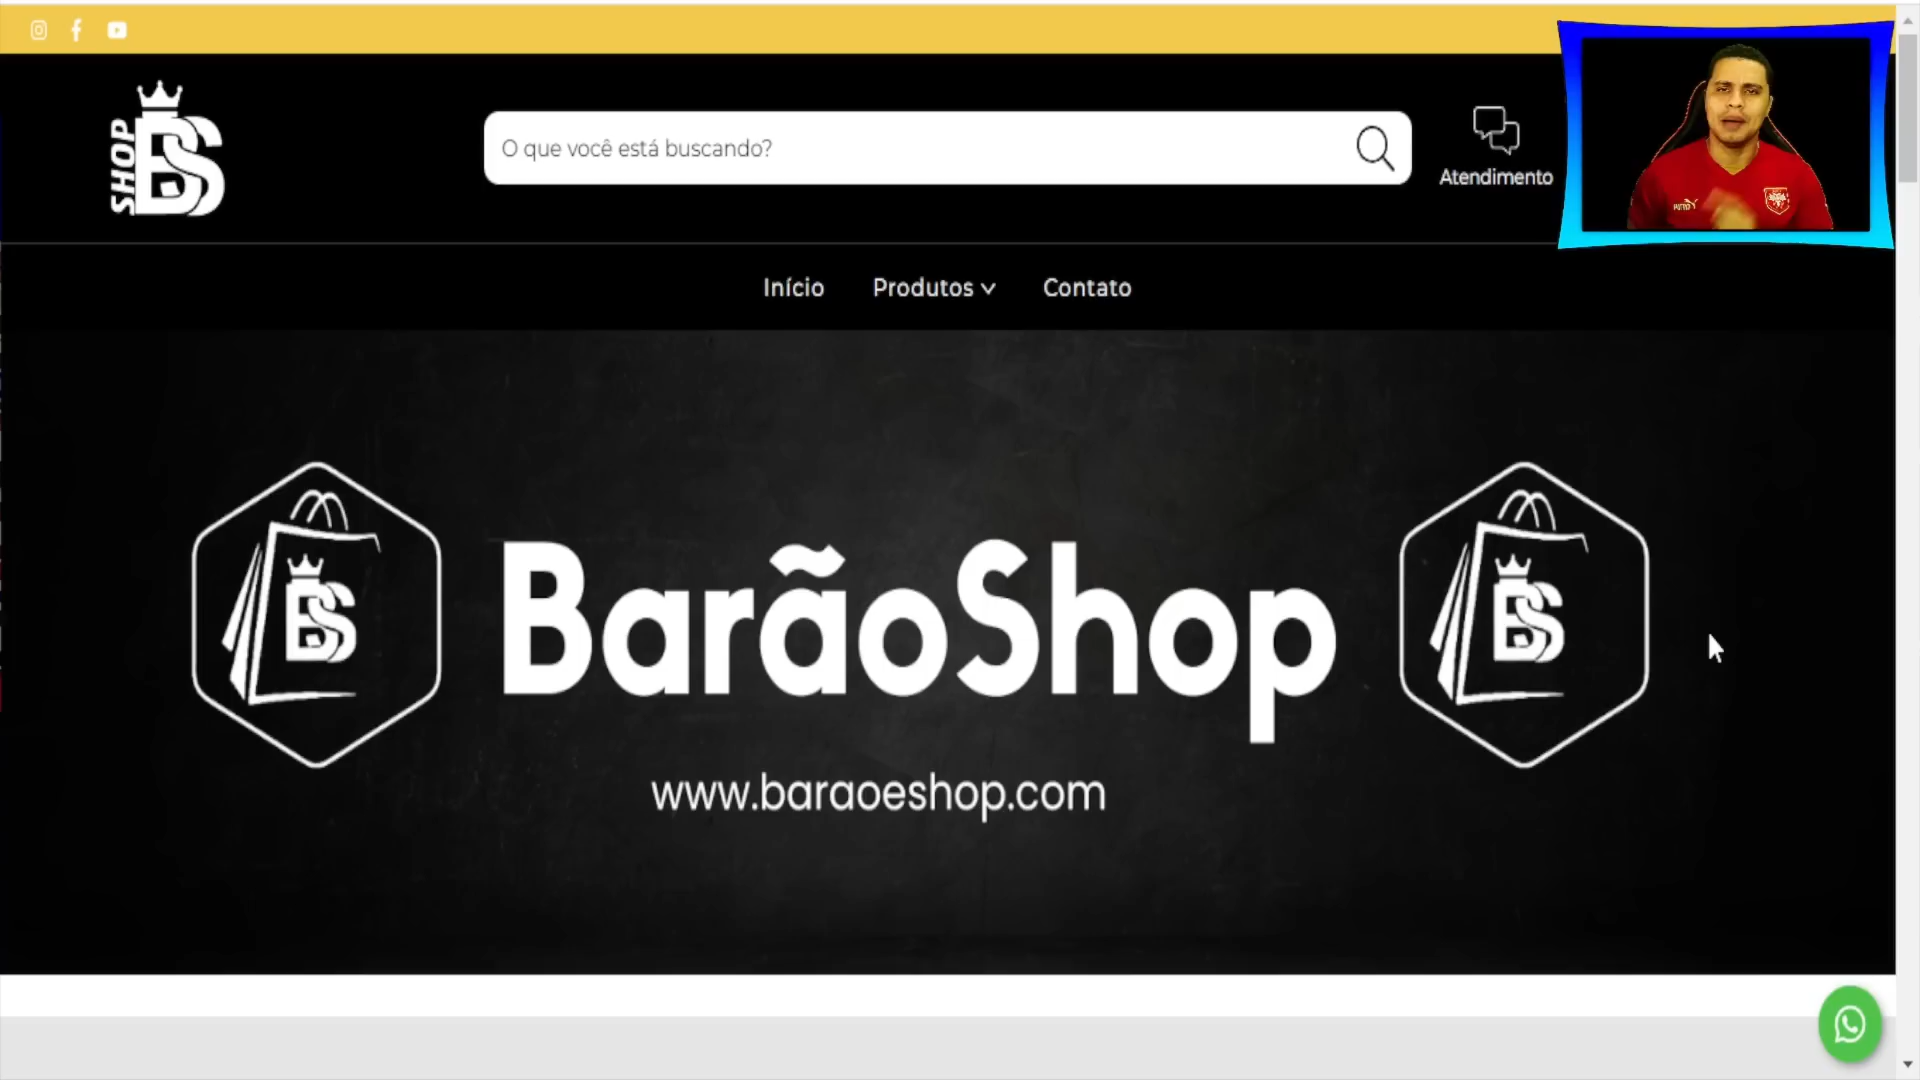 SHOP BS
O que você está buscando?
Atendimento
Início
Produtos
Contato
BS
BarãoShop
BS
www.baraoeshop.com